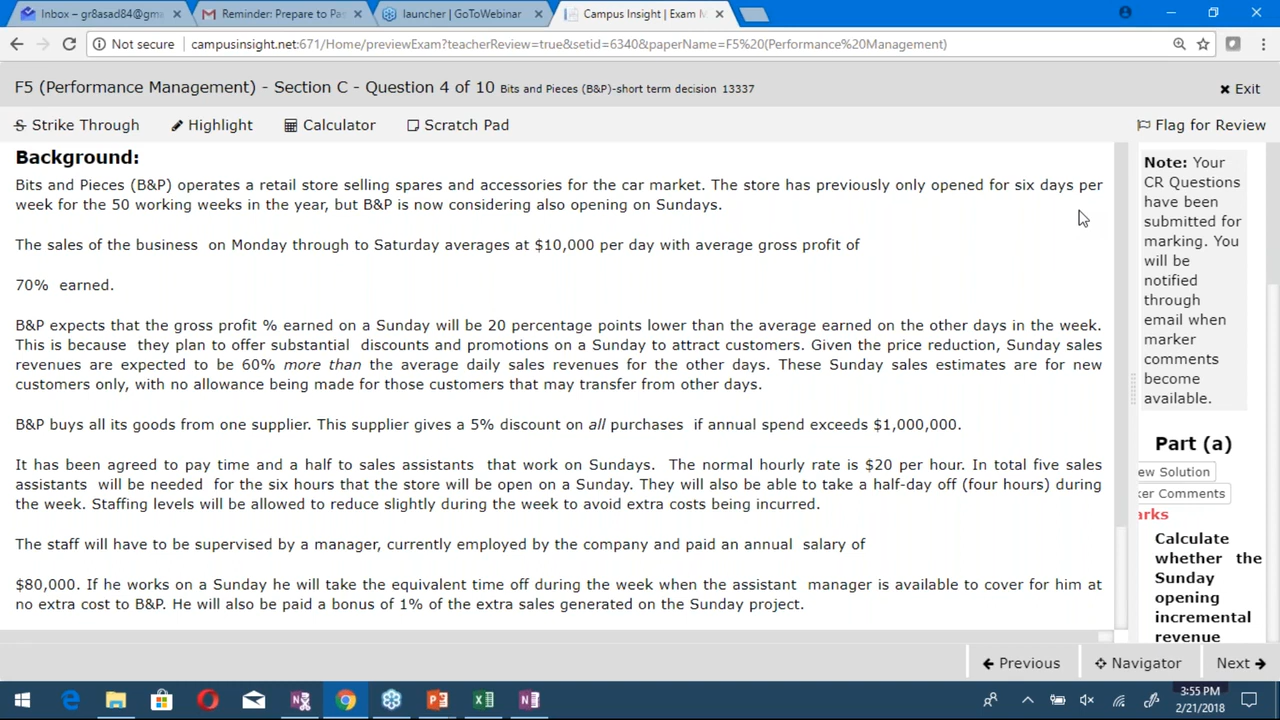 Inbox – gr8asad84@gma
Reminder: Prepare to Pas
launcher | GoToWebinar
Campus Insight | Exam M
Not secure | campusinsight.net:671/Home/previewExam?teacherReview=true&setid=6340&paperName=F5%20(Performance%20Management)
F5 (Performance Management) - Section C - Question 4 of 10 Bits and Pieces (B&P)-short term decision 13337
Exit
Strike Through Highlight Calculator Scratch Pad
Flag for Review
Background:
Bits and Pieces (B&P) operates a retail store selling spares and accessories for the car market. The store has previously only opened for six days per
week for the 50 working weeks in the year, but B&P is now considering also opening on Sundays.
The sales of the business on Monday through to Saturday averages at $10,000 per day with average gross profit of
70% earned.
B&P expects that the gross profit % earned on a Sunday will be 20 percentage points lower than the average earned on the other days in the week.
This is because they plan to offer substantial discounts and promotions on a Sunday to attract customers. Given the price reduction, Sunday sales
revenues are expected to be 60% more than the average daily sales revenues for the other days. These Sunday sales estimates are for new
customers only, with no allowance being made for those customers that may transfer from other days.
B&P buys all its goods from one supplier. This supplier gives a 5% discount on all purchases if annual spend exceeds $1,000,000.
It has been agreed to pay time and a half to sales assistants that work on Sundays. The normal hourly rate is $20 per hour. In total five sales
assistants will be needed for the six hours that the store will be open on a Sunday. They will also be able to take a half-day off (four hours) during
the week. Staffing levels will be allowed to reduce slightly during the week to avoid extra costs being incurred.
The staff will have to be supervised by a manager, currently employed by the company and paid an annual salary of
$80,000. If he works on a Sunday he will take the equivalent time off during the week when the assistant manager is available to cover for him at
no extra cost to B&P. He will also be paid a bonus of 1% of the extra sales generated on the Sunday project.
Note: Your
CR Questions
have been
submitted for
marking. You
will be
notified
through
email when
marker
comments
become
available.
Part (a)
ew Solution
ker Comments
arks
Calculate
whether the
Sunday
opening
incremental
revenue
Previous
Navigator
Next
3:55 PM
2/21/2018